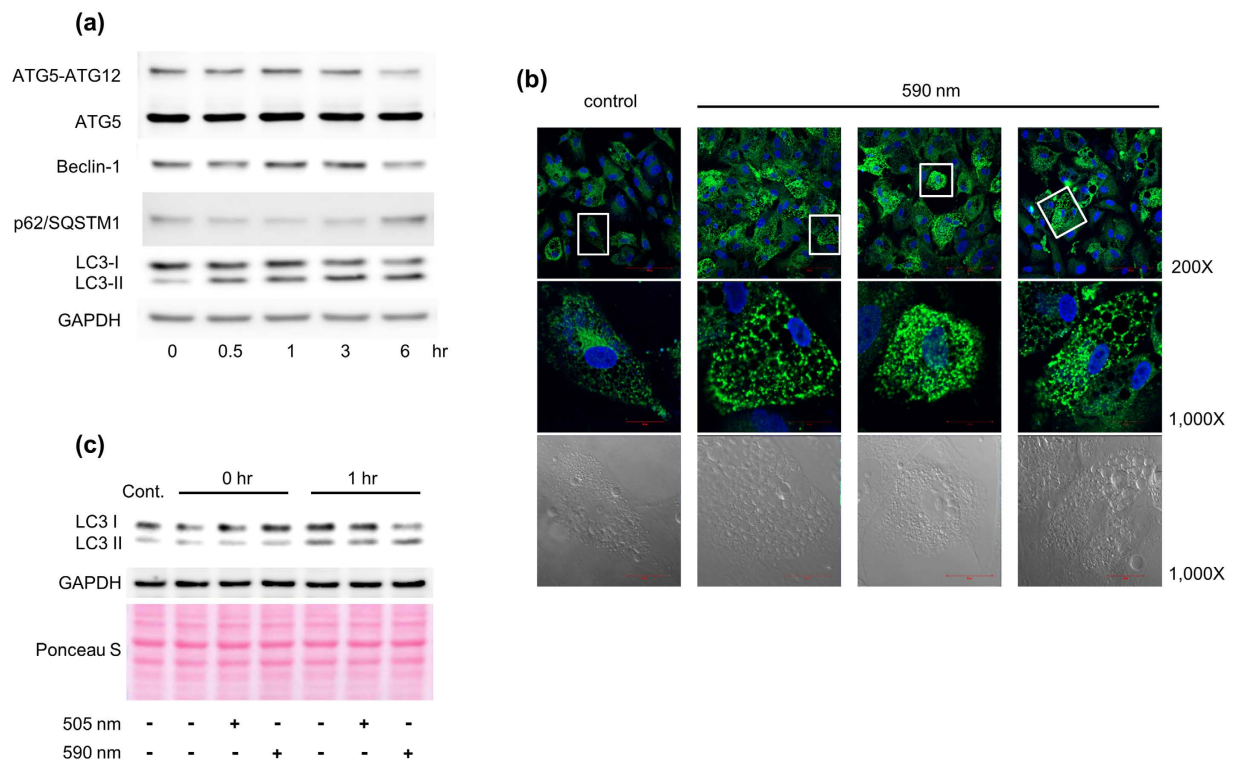 (a)
ATG5-ATG12
ATG5
Beclin-1
p62/SQSTM1
LC3-I
LC3-II
GAPDH
0 0.5 1 3 6 hr
(b)
control 590 nm
200X
1,000X
1,000X
(c)
Cont. 0 hr 1 hr
LC3 I
LC3 II
GAPDH
Ponceau S
505 nm - - + - - + -
590 nm - - - + - - +